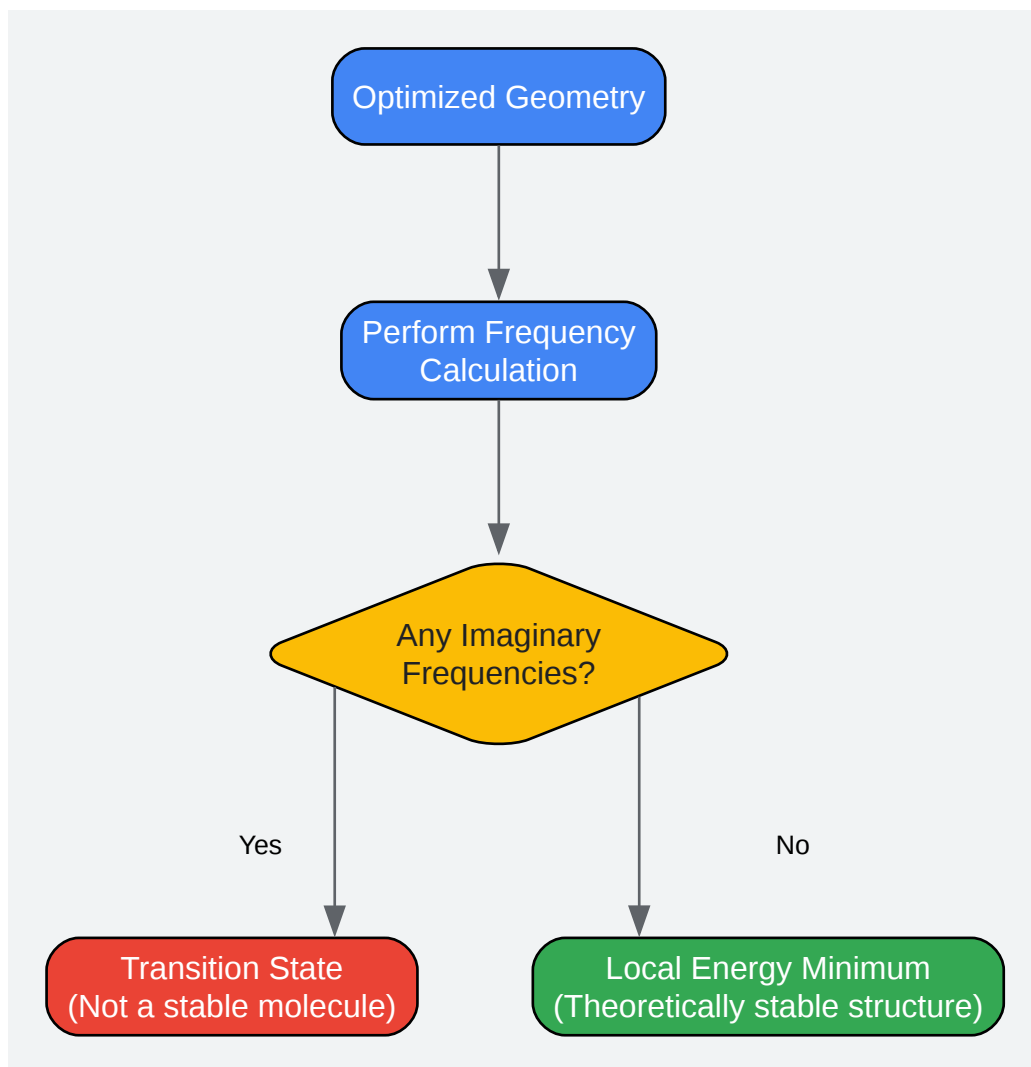 Optimized Geometry
Perform Frequency
Calculation
Any Imaginary
Frequencies?
Yes
No
Transition State
(Not a stable molecule)
Local Energy Minimum
(Theoretically stable structure)